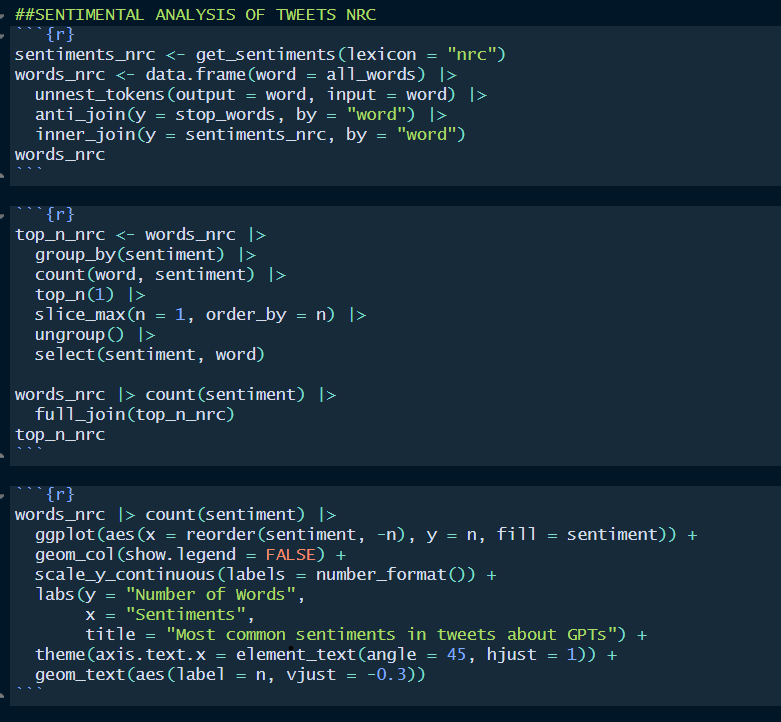 ##SENTIMENTAL ANALYSIS OF TWEETS NRC
```{r}
sentiments_nrc <- get_sentiments(lexicon = "nrc")
words_nrc <- data.frame(word = all_words) |>
  unnest_tokens(output = word, input = word) |>
  anti_join(y = stop_words, by = "word") |>
  inner_join(y = sentiments_nrc, by = "word")
words_nrc
```

```{r}
top_n_nrc <- words_nrc |>
  group_by(sentiment) |>
  count(word, sentiment) |>
  top_n(1) |>
  slice_max(n = 1, order_by = n) |>
  ungroup() |>
  select(sentiment, word)

words_nrc |> count(sentiment) |>
  full_join(top_n_nrc)
top_n_nrc
```

```{r}
words_nrc |> count(sentiment) |>
  ggplot(aes(x = reorder(sentiment, -n), y = n, fill = sentiment)) +
  geom_col(show.legend = FALSE) +
  scale_y_continuous(labels = number_format()) +
  labs(y = "Number of Words",
       x = "Sentiments",
       title = "Most common sentiments in tweets about GPTs") +
  theme(axis.text.x = element_text(angle = 45, hjust = 1)) +
  geom_text(aes(label = n, vjust = -0.3))
```